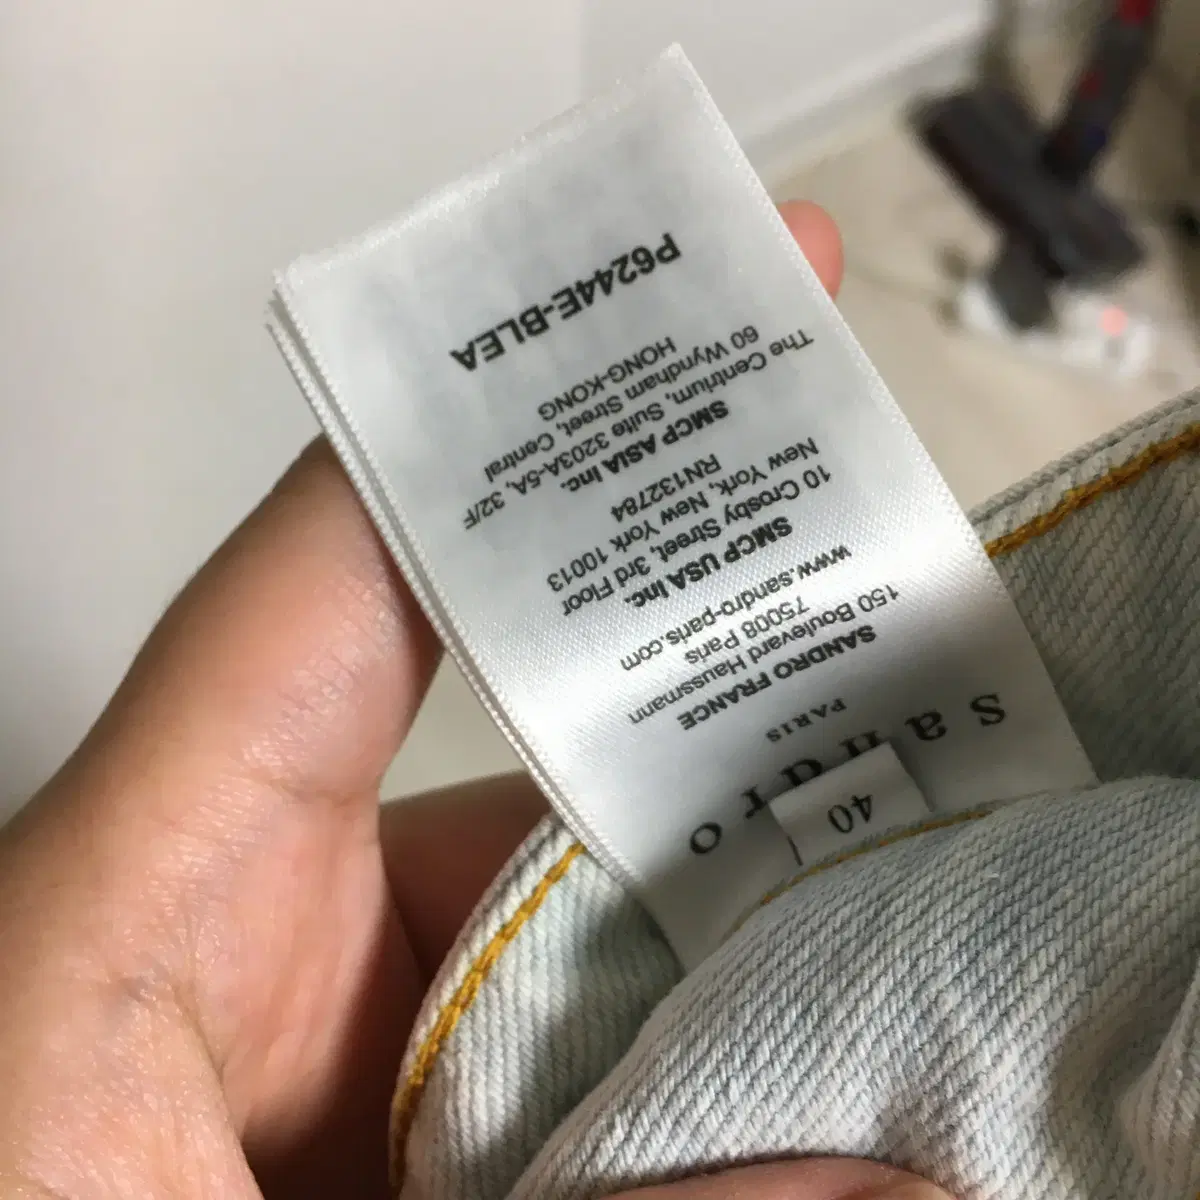 sandro
PARIS
40
SANDRO FRANCE
150 Boulevard Haussmann
75008 Paris
www.sandro-paris.com
SMCP USA Inc.
10 Crosby Street, 3rd Floor
New York, New York 10013
RN132784
SMCP ASIA Inc.
The Centrium, Suite 3203A-5A, 32/F
60 Wyndham Street, Central
HONG-KONG
P6244E-BLEA